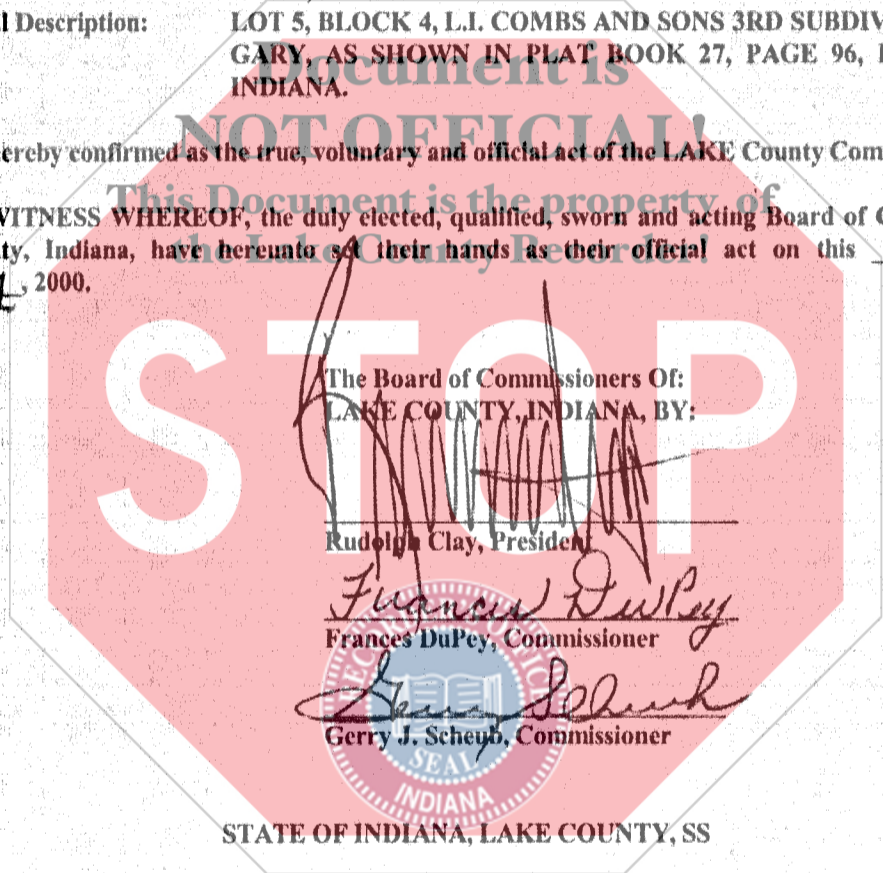 l Description: LOT 5, BLOCK 4, L.I. COMBS AND SONS 3RD SUBDIV
GARY, AS SHOWN IN PLAT BOOK 27, PAGE 96,
INDIANA.
Document is
NOT OFFICIAL!
ereby confirmed as the true, voluntary and official act of the LAKE County Com
This Document is the property of
WITNESS WHEREOF, the duly elected, qualified, sworn and acting Board of C
the Lake County Recorder!
ty, Indiana, have hereunto set their hands as their official act on this
, 2000.
STOP
The Board of Commissioners Of:
LAKE COUNTY, INDIANA, BY:
Rudolph Clay, President
Frances DuPey
Frances DuPey, Commissioner
Gerry Scheub
Gerry J. Scheub, Commissioner
RECORDER'S OFFICE
SEAL
INDIANA
STATE OF INDIANA, LAKE COUNTY, SS